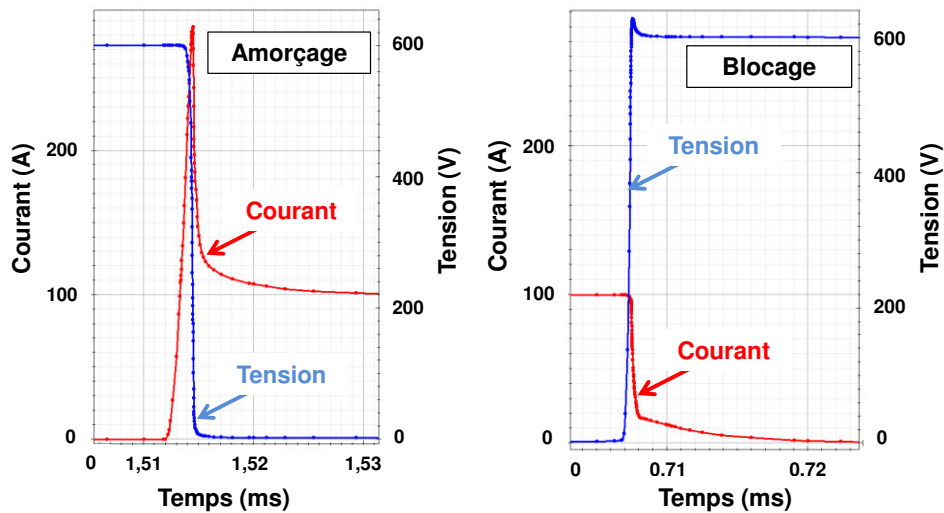 Amorçage
Courant (A)
200
100
0
600
400
200
0
Tension (V)
Courant
Tension
0 1,51 1,52 1,53
Temps (ms)
Blocage
Courant (A)
200
100
0
600
400
200
0
Tension (V)
Tension
Courant
0 0.71 0.72
Temps (ms)